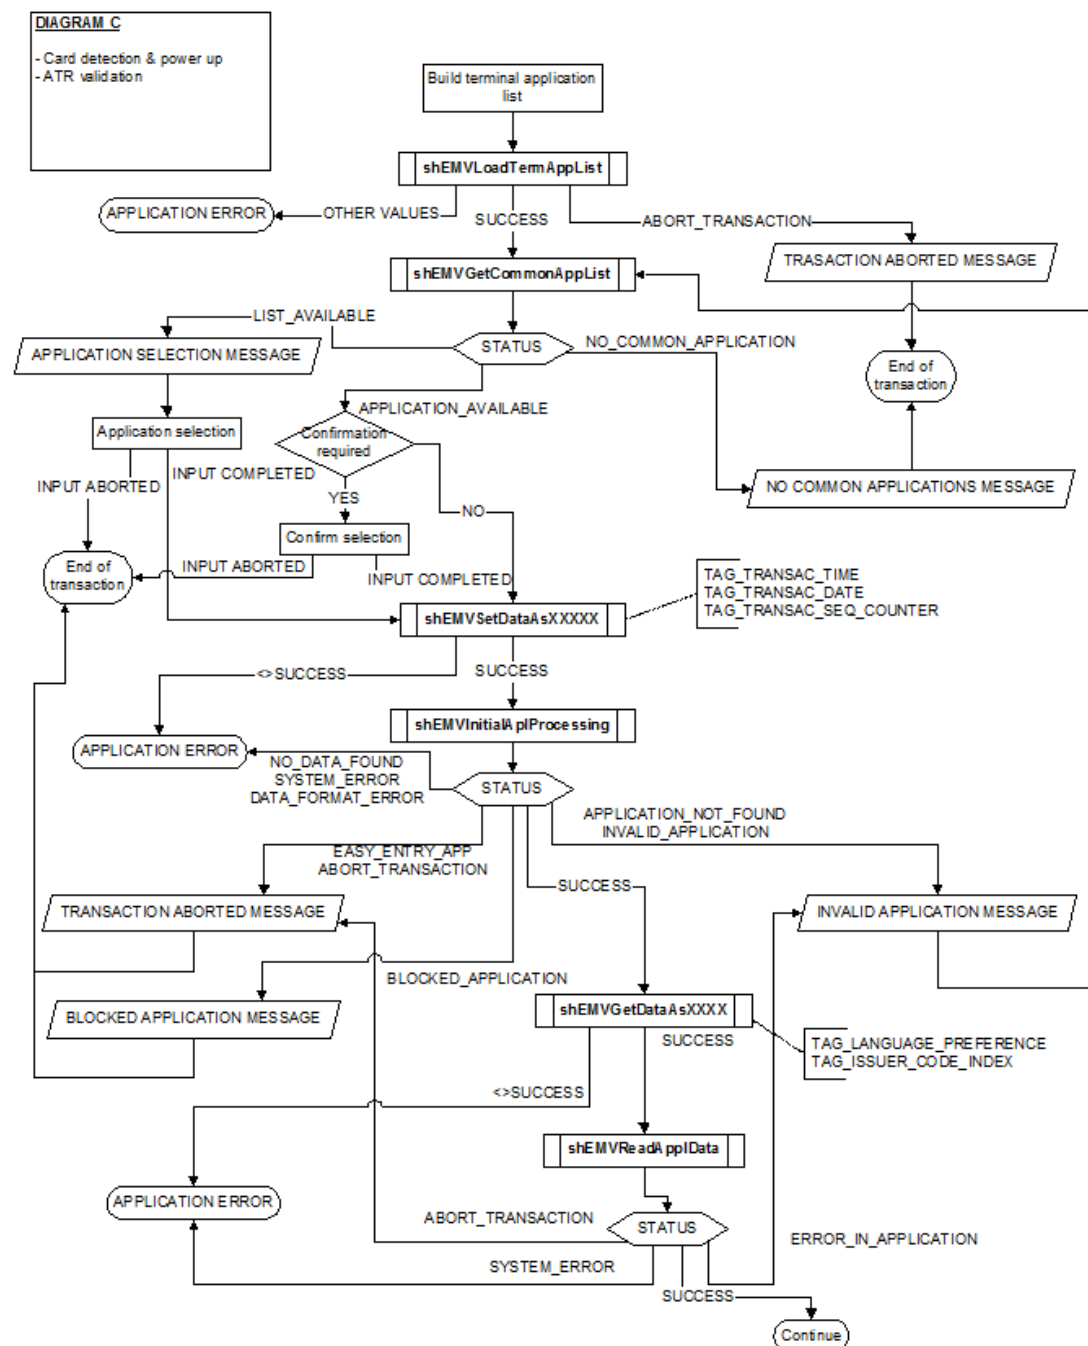 DIAGRAM C
- Card detection & power up
- ATR validation
Build terminal application
list
shEMVLoadTermAppList
APPLICATION ERROR
OTHER VALUES
SUCCESS
ABORT_TRANSACTION
TRASACTION ABORTED MESSAGE
shEMVGetCommonAppList
LIST_AVAILABLE
APPLICATION SELECTION MESSAGE
STATUS
NO_COMMON_APPLICATION
End of
transaction
APPLICATION_AVAILABLE
Application selection
Confirmation
required
INPUT ABORTED
INPUT COMPLETED
YES
NO
NO COMMON APPLICATIONS MESSAGE
Confirm selection
End of
transaction
INPUT ABORTED
INPUT COMPLETED
TAG_TRANSAC_TIME
TAG_TRANSAC_DATE
TAG_TRANSAC_SEQ_COUNTER
shEMVSetDataAsXXXXX
<>SUCCESS
SUCCESS
shEMVInitialAplProcessing
APPLICATION ERROR
NO_DATA_FOUND
SYSTEM_ERROR
DATA_FORMAT_ERROR
STATUS
APPLICATION_NOT_FOUND
INVALID_APPLICATION
EASY_ENTRY_APP
ABORT_TRANSACTION
SUCCESS
TRANSACTION ABORTED MESSAGE
INVALID APPLICATION MESSAGE
BLOCKED_APPLICATION
BLOCKED APPLICATION MESSAGE
shEMVGetDataAsXXXX
SUCCESS
TAG_LANGUAGE_PREFERENCE
TAG_ISSUER_CODE_INDEX
<>SUCCESS
shEMVReadApplData
APPLICATION ERROR
ABORT_TRANSACTION
STATUS
ERROR_IN_APPLICATION
SYSTEM_ERROR
SUCCESS
Continue